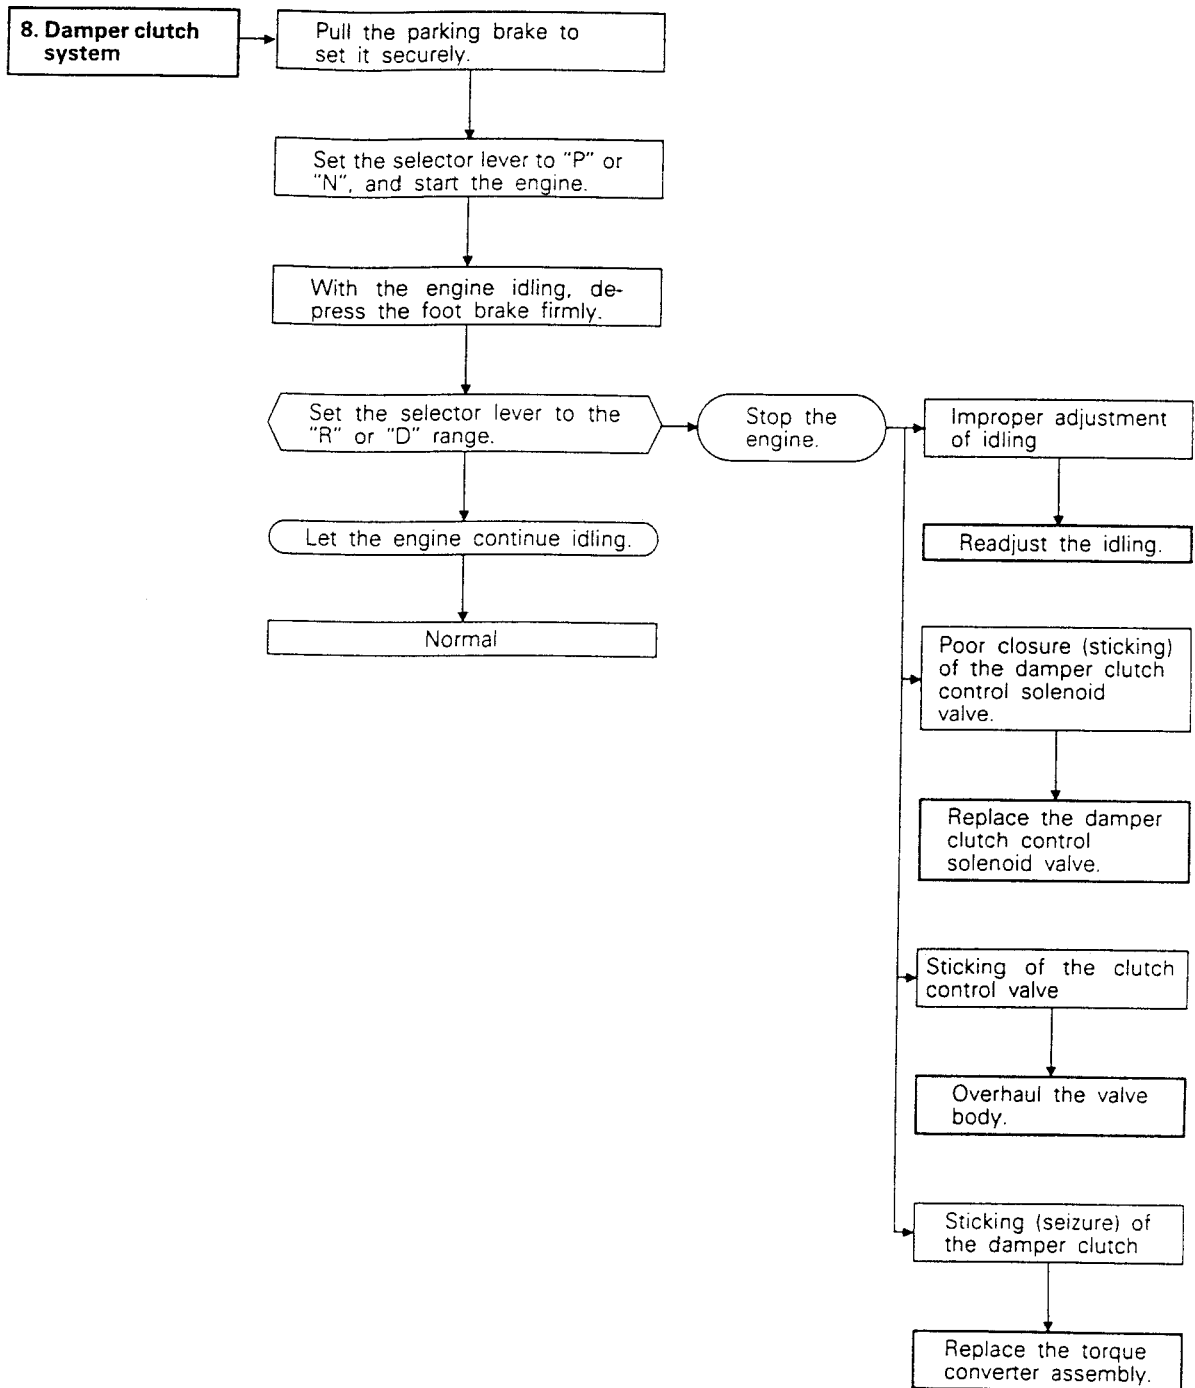 8. Damper clutch
system
Pull the parking brake to
set it securely.
Set the selector lever to "P" or
"N", and start the engine.
With the engine idling, de-
press the foot brake firmly.
Set the selector lever to the
"R" or "D" range.
Let the engine continue idling.
Normal
Stop the
engine.
Improper adjustment
of idling
Readjust the idling.
Poor closure (sticking)
of the damper clutch
control solenoid
valve.
Replace the damper
clutch control
solenoid valve.
Sticking of the clutch
control valve
Overhaul the valve
body.
Sticking (seizure) of
the damper clutch
Replace the torque
converter assembly.